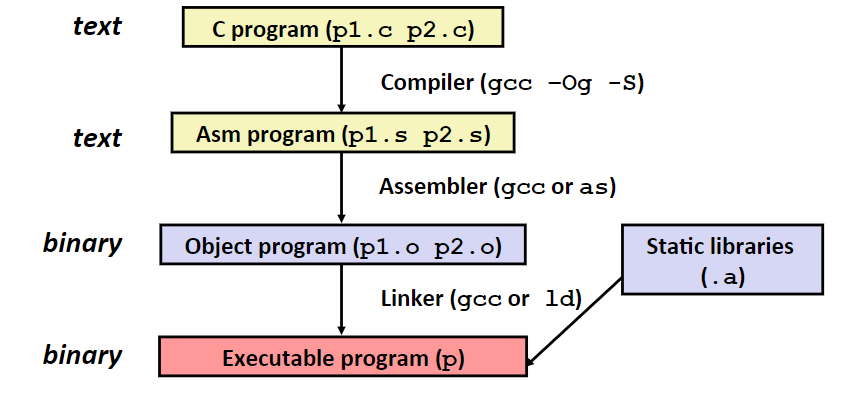 text
C program (p1.c p2.c)
Compiler (gcc –Og -S)
text
Asm program (p1.s p2.s)
Assembler (gcc or as)
binary
Object program (p1.o p2.o)
Static libraries
(.a)
Linker (gcc or ld)
binary
Executable program (p)